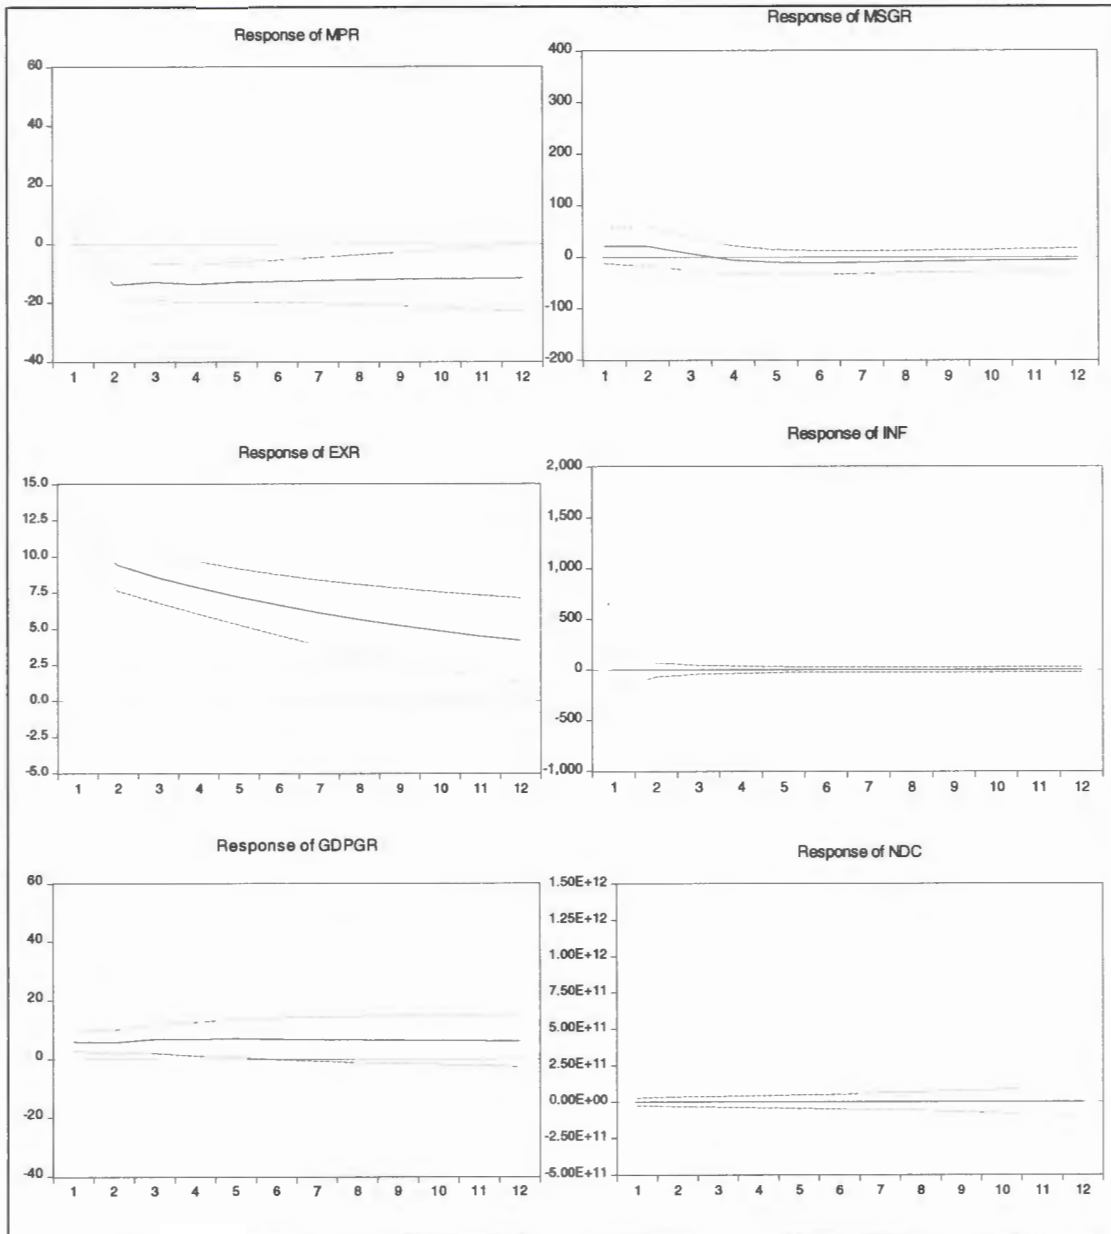 Response of MPR
60
40
20
0
-20
-40
1 2 3 4 5 6 7 8 9 10 11 12
Response of MSGR
400
300
200
100
0
-100
-200
1 2 3 4 5 6 7 8 9 10 11 12
Response of EXR
15.0
12.5
10.0
7.5
5.0
2.5
0.0
-2.5
-5.0
1 2 3 4 5 6 7 8 9 10 11 12
Response of INF
2,000
1,500
1,000
500
0
-500
-1,000
1 2 3 4 5 6 7 8 9 10 11 12
Response of GDPGR
60
40
20
0
-20
-40
1 2 3 4 5 6 7 8 9 10 11 12
Response of NDC
1.50E+12
1.25E+12
1.00E+12
7.50E+11
5.00E+11
2.50E+11
0.00E+00
-2.50E+11
-5.00E+11
1 2 3 4 5 6 7 8 9 10 11 12